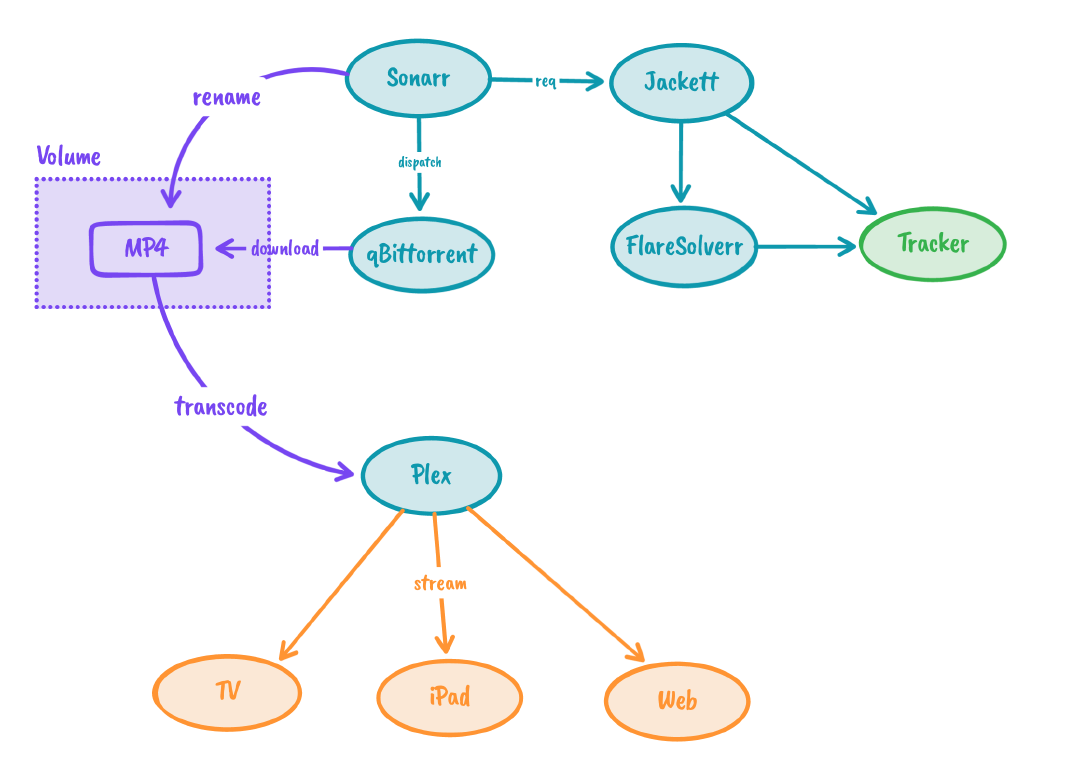 Sonarr
req
Jackett
rename
Volume
dispatch
MP4
download
qBittorrent
FlareSolverr
Tracker
transcode
Plex
stream
TV
iPad
Web